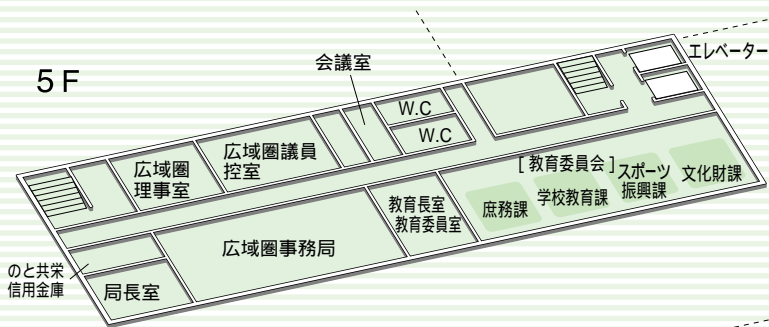 5F
会議室
エレベーター
W.C
W.C
広域圏議員
控室
広域圏
理事室
[ 教育委員会 ]
スポーツ
振興課
文化財課
学校教育課
庶務課
教育長室
教育委員室
広域圏事務局
のと共栄
信用金庫
局長室